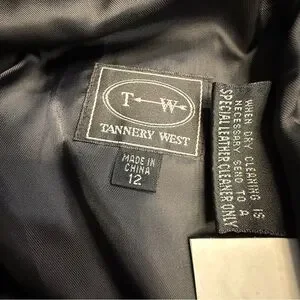 T W
TANNERY WEST
MADE IN
CHINA
12
WHEN DRY CLEANING IS
NECESSARY SEND TO A
SPECIAL LEATHER CLEANER ONLY